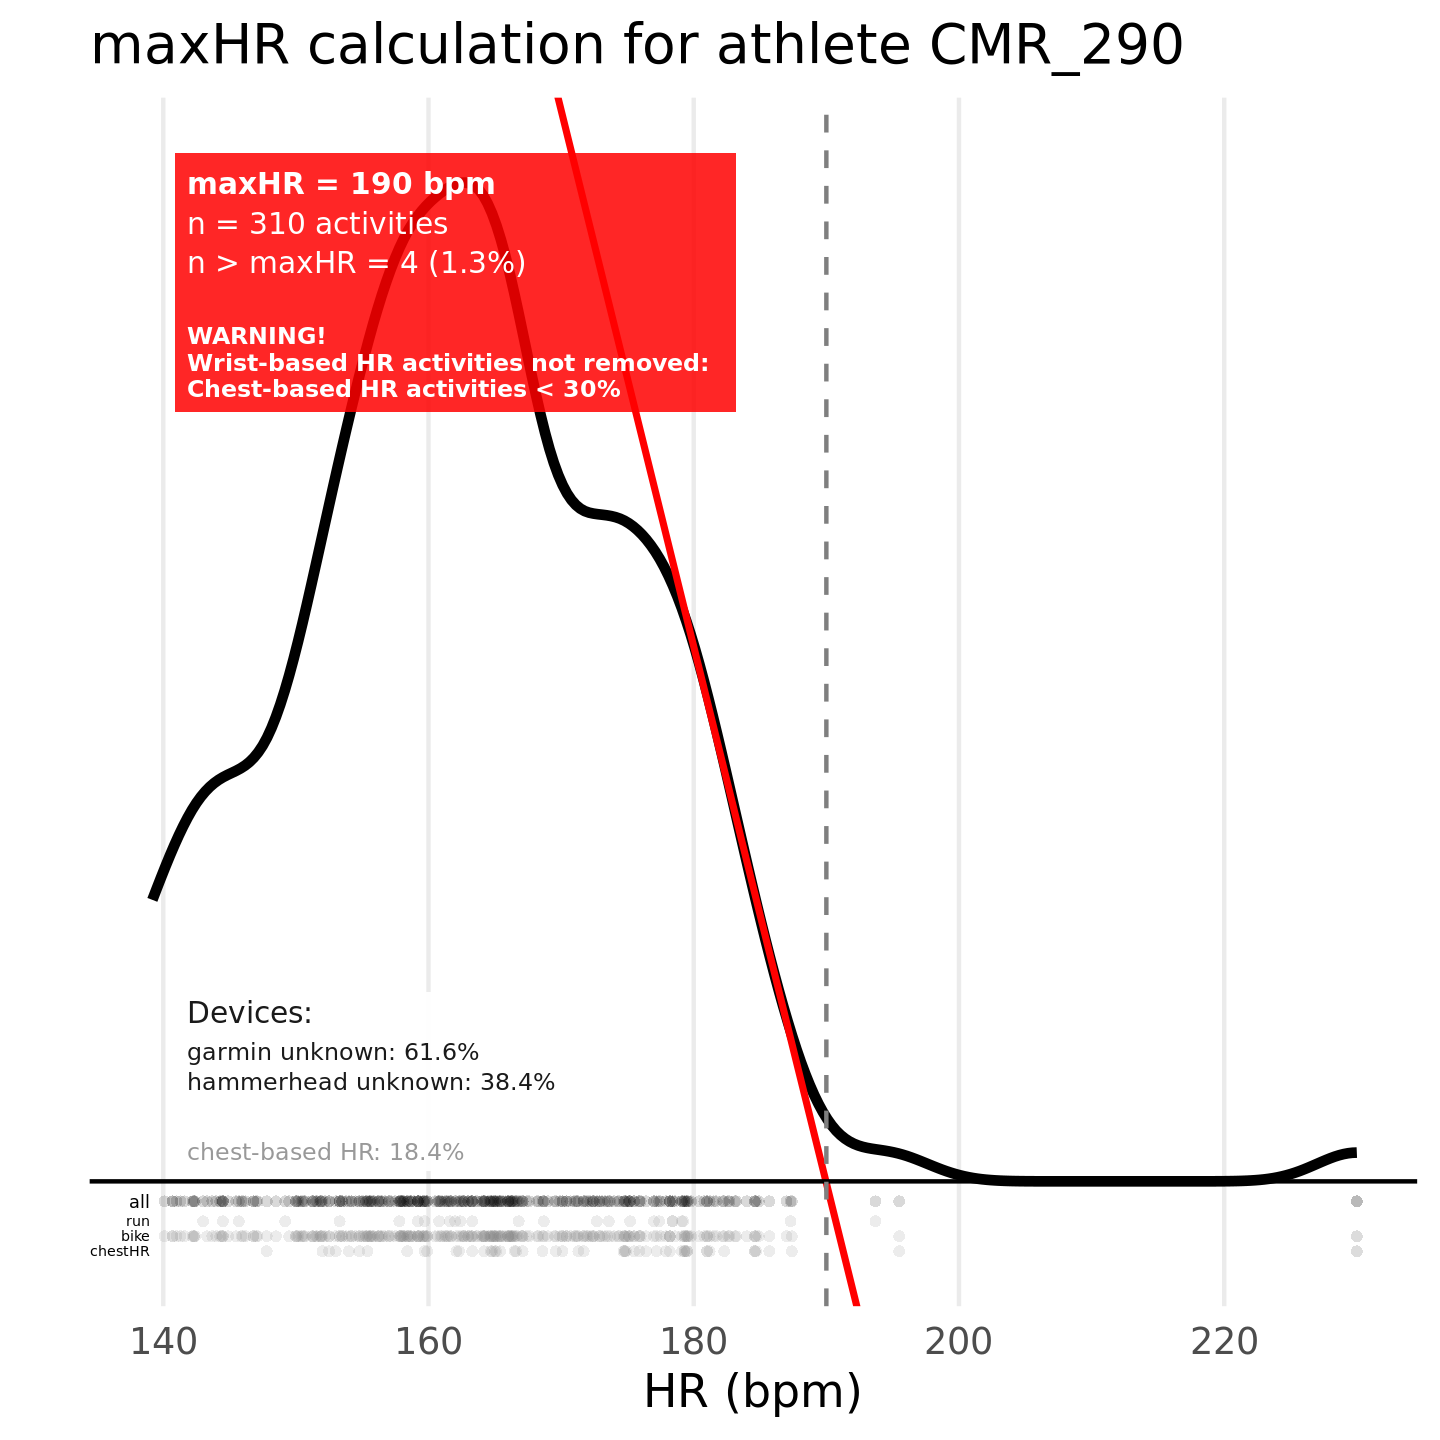 maxHR calculation for athlete CMR_290
maxHR = 190 bpm
n = 310 activities
n > maxHR = 4 (1.3%)
WARNING!
Wrist-based HR activities not removed:
Chest-based HR activities < 30%
Devices:
garmin unknown: 61.6%
hammerhead unknown: 38.4%
chest-based HR: 18.4%
all
run
bike
chestHR
140 160 180 200 220
HR (bpm)